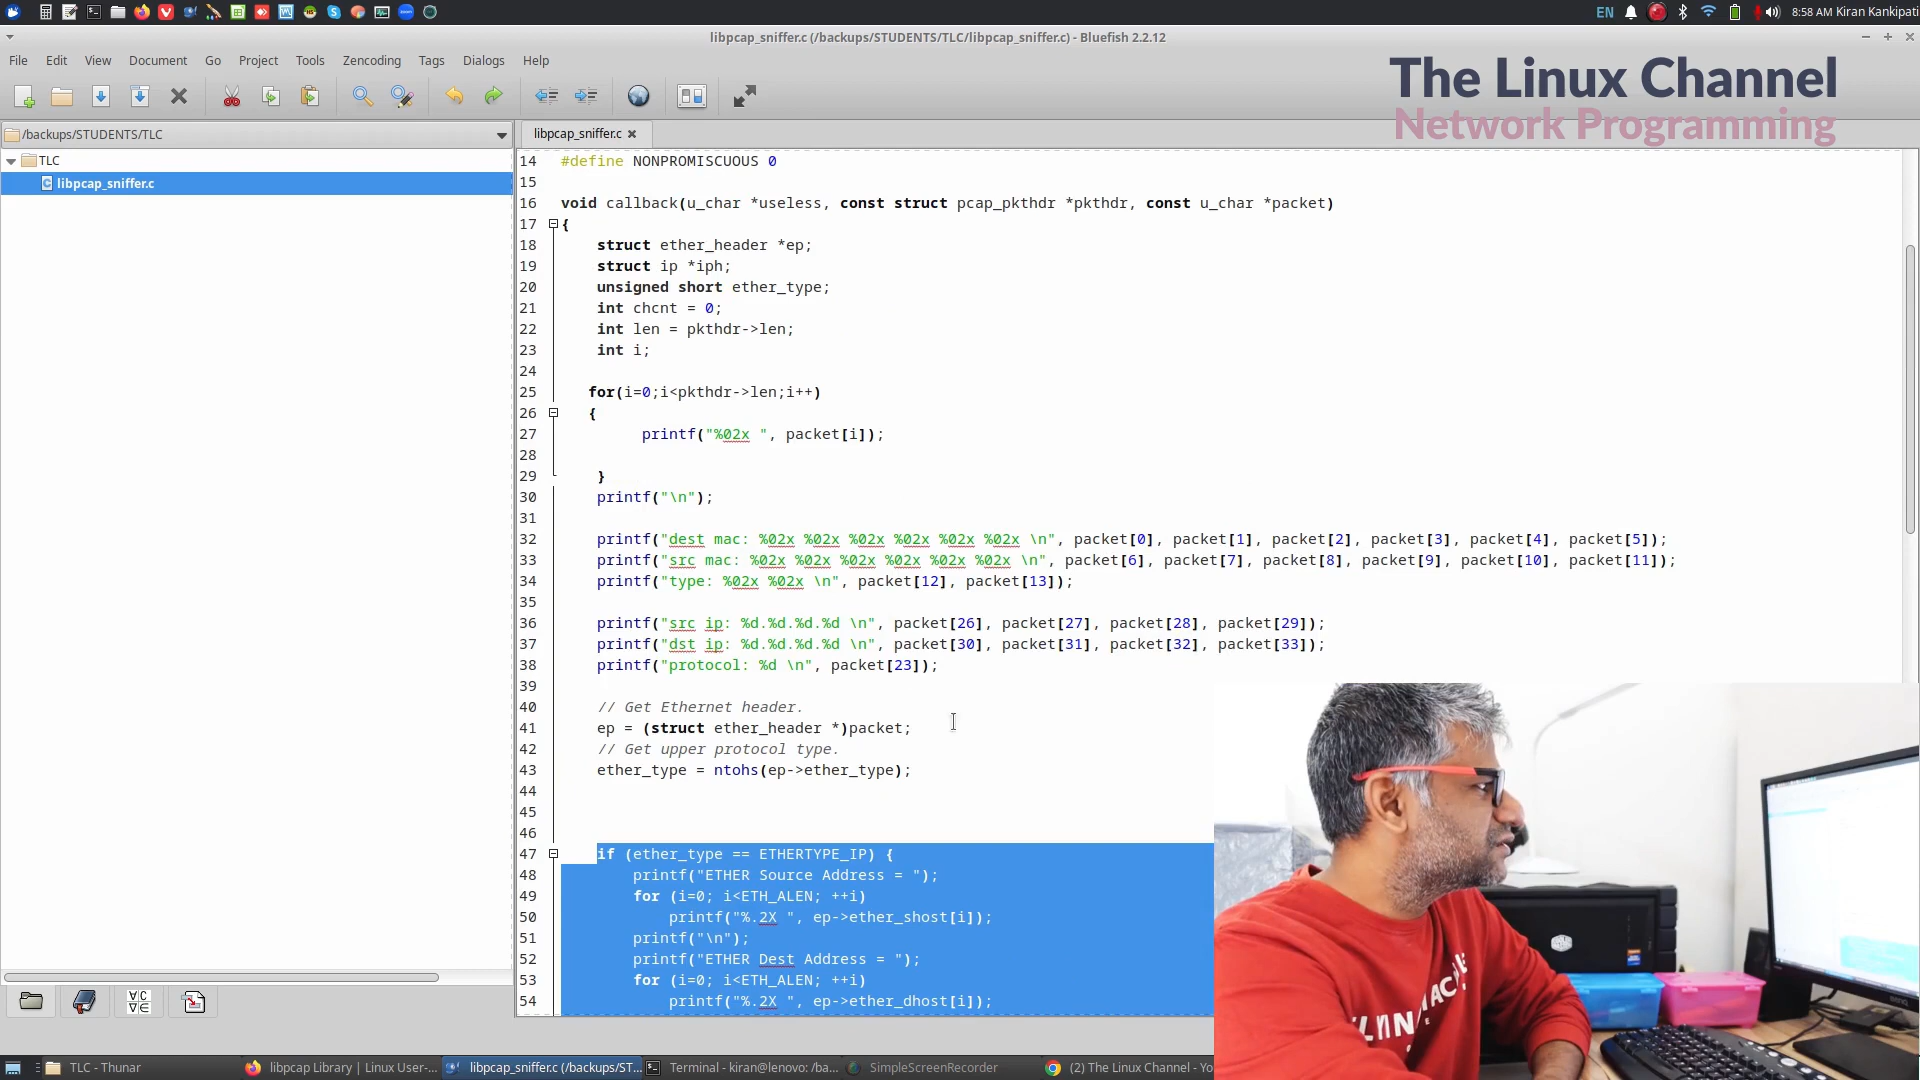 EN
8:58 AM Kiran Kankipati
libpcap_sniffer.c (/backups/STUDENTS/TLC/libpcap_sniffer.c) - Bluefish 2.2.12
File Edit View Document Go Project Tools Zencoding Tags Dialogs Help
The Linux Channel
Network Programming
/backups/STUDENTS/TLC
TLC
libpcap_sniffer.c
libpcap_sniffer.c
14 #define NONPROMISCUOUS 0
15
16 void callback(u_char *useless, const struct pcap_pkthdr *pkthdr, const u_char *packet)
17 {
18 struct ether_header *ep;
19 struct ip *iph;
20 unsigned short ether_type;
21 int chcnt = 0;
22 int len = pkthdr->len;
23 int i;
24
25 for(i=0;i<pkthdr->len;i++)
26 {
27 printf("%02x ", packet[i]);
28
29 }
30 printf("\n");
31
32 printf("dest mac: %02x %02x %02x %02x %02x %02x \n", packet[0], packet[1], packet[2], packet[3], packet[4], packet[5]);
33 printf("src mac: %02x %02x %02x %02x %02x %02x \n", packet[6], packet[7], packet[8], packet[9], packet[10], packet[11]);
34 printf("type: %02x %02x \n", packet[12], packet[13]);
35
36 printf("src ip: %d.%d.%d.%d \n", packet[26], packet[27], packet[28], packet[29]);
37 printf("dst ip: %d.%d.%d.%d \n", packet[30], packet[31], packet[32], packet[33]);
38 printf("protocol: %d \n", packet[23]);
39
40 // Get Ethernet header.
41 ep = (struct ether_header *)packet;
42 // Get upper protocol type.
43 ether_type = ntohs(ep->ether_type);
44
45
46
47 if (ether_type == ETHERTYPE_IP) {
48 printf("ETHER Source Address = ");
49 for (i=0; i<ETH_ALEN; ++i)
50 printf("%.2X ", ep->ether_shost[i]);
51 printf("\n");
52 printf("ETHER Dest Address = ");
53 for (i=0; i<ETH_ALEN; ++i)
54 printf("%.2X ", ep->ether_dhost[i]);
TLC - Thunar
libpcap Library | Linux User-...
libpcap_sniffer.c (/backups/ST...
Terminal - kiran@lenovo: /ba...
SimpleScreenRecorder
(2) The Linux Channel - Yo